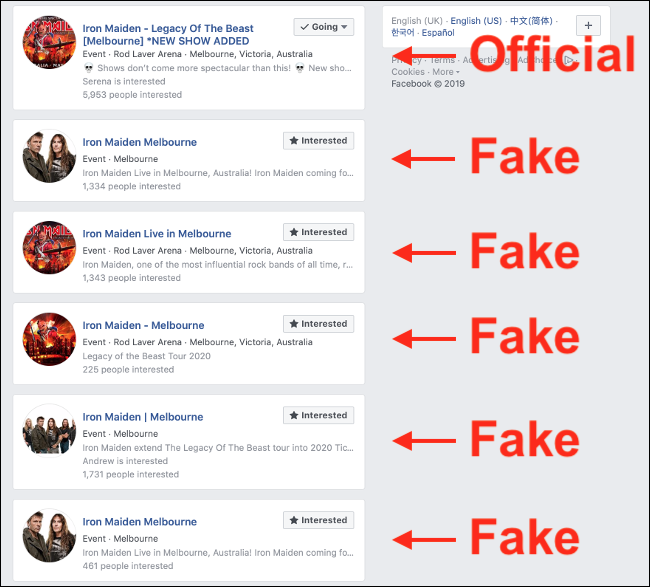 Iron Maiden - Legacy Of The Beast
[Melbourne] *NEW SHOW ADDED
Going
Event · Rod Laver Arena · Melbourne, Victoria, Australia
💀 Shows don't come more spectacular than this! 💀 New sho...
Serena is interested
5,953 people interested
English (UK) · English (US) · 中文(简体) ·
한국어 · Español
+
Privacy · Terms · Advertising · Ad Choices
Cookies · More
Facebook © 2019
Official
Iron Maiden Melbourne
Interested
Event · Melbourne
Iron Maiden Live in Melbourne, Australia! Iron Maiden coming fo...
1,334 people interested
Fake
Iron Maiden Live in Melbourne
Interested
Event · Rod Laver Arena · Melbourne, Victoria, Australia
Iron Maiden, one of the most influential rock bands of all time, r...
1,343 people interested
Fake
Iron Maiden - Melbourne
Interested
Event · Rod Laver Arena · Melbourne, Victoria, Australia
Legacy of the Beast Tour 2020
225 people interested
Fake
Iron Maiden | Melbourne
Interested
Event · Melbourne
Iron Maiden extend The Legacy Of The Beast tour into 2020 Tic...
Andrew is interested
1,731 people interested
Fake
Iron Maiden Melbourne
Interested
Event · Melbourne
Iron Maiden Live in Melbourne, Australia! Iron Maiden coming fo...
461 people interested
Fake